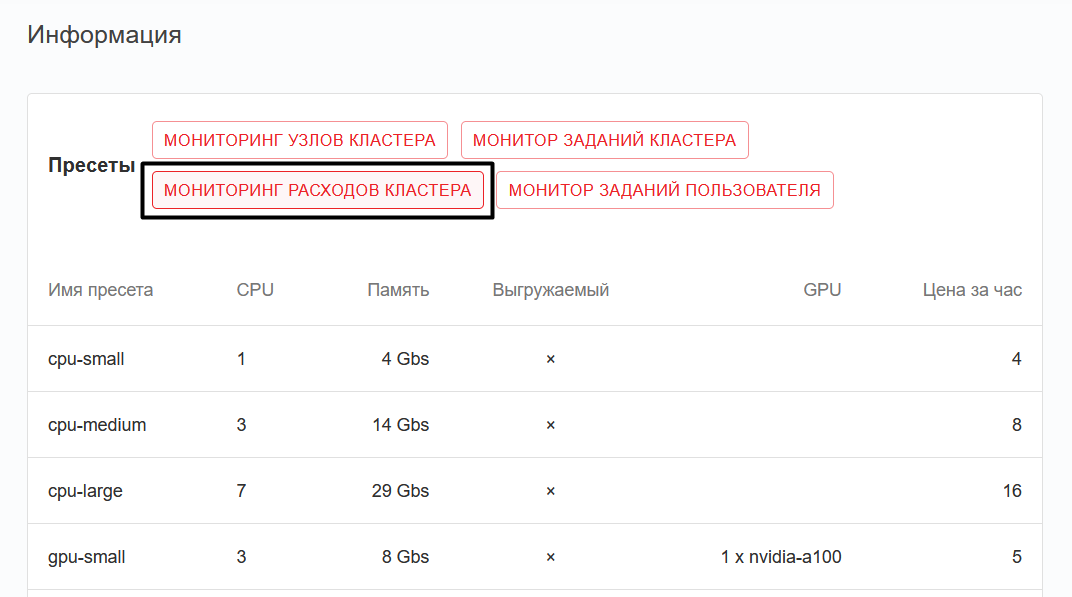 Информация
МОНИТОРИНГ УЗЛОВ КЛАСТЕРА МОНИТОР ЗАДАНИЙ КЛАСТЕРА
Пресеты
МОНИТОРИНГ РАСХОДОВ КЛАСТЕРА МОНИТОР ЗАДАНИЙ ПОЛЬЗОВАТЕЛЯ
Имя пресета CPU Память Выгружаемый GPU Цена за час
cpu-small 1 4 Gbs × 4
cpu-medium 3 14 Gbs × 8
cpu-large 7 29 Gbs × 16
gpu-small 3 8 Gbs × 1 x nvidia-a100 5